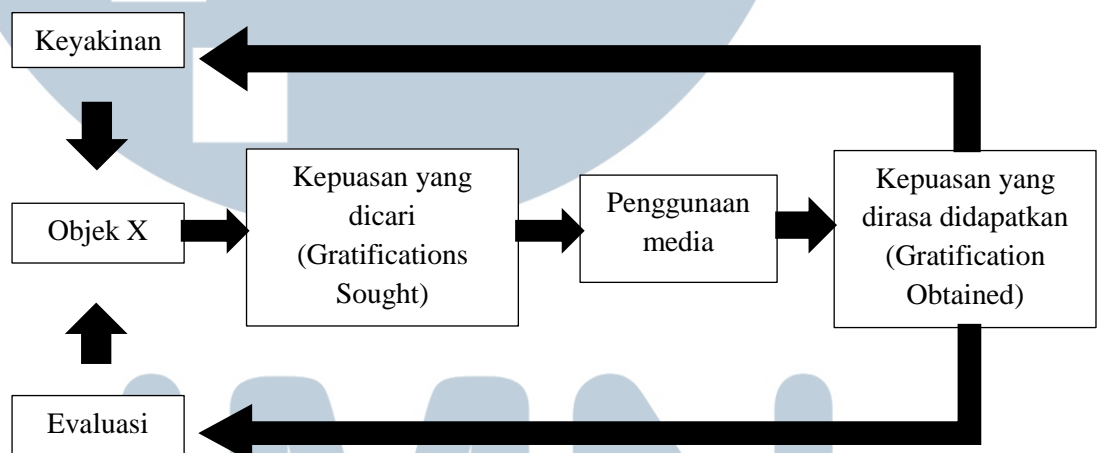 Keyakinan
Objek X
Evaluasi
Kepuasan yang
dicari
(Gratifications
Sought)
Penggunaan
media
Kepuasan yang
dirasa didapatkan
(Gratification
Obtained)